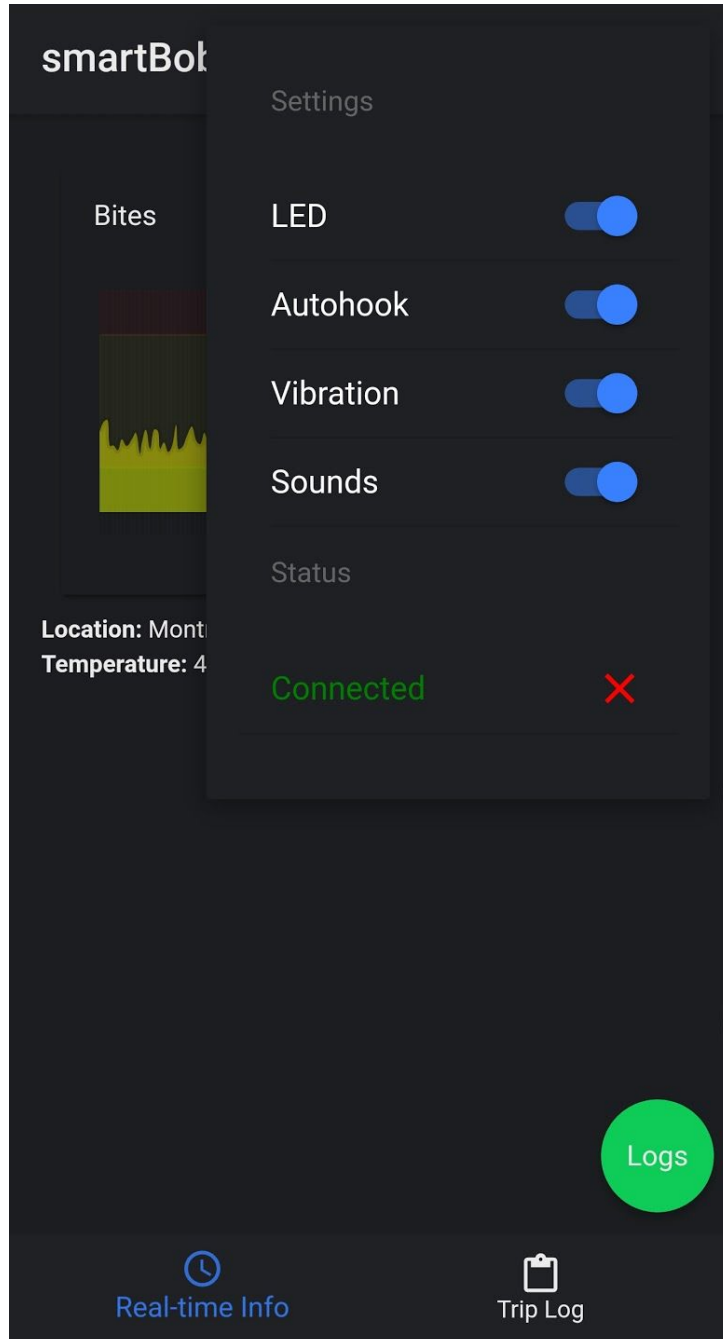 smartBob
Settings
Bites
LED
Autohook
Vibration
Sounds
Status
Location: Mont
Temperature: 4
Connected
Logs
Real-time Info
Trip Log